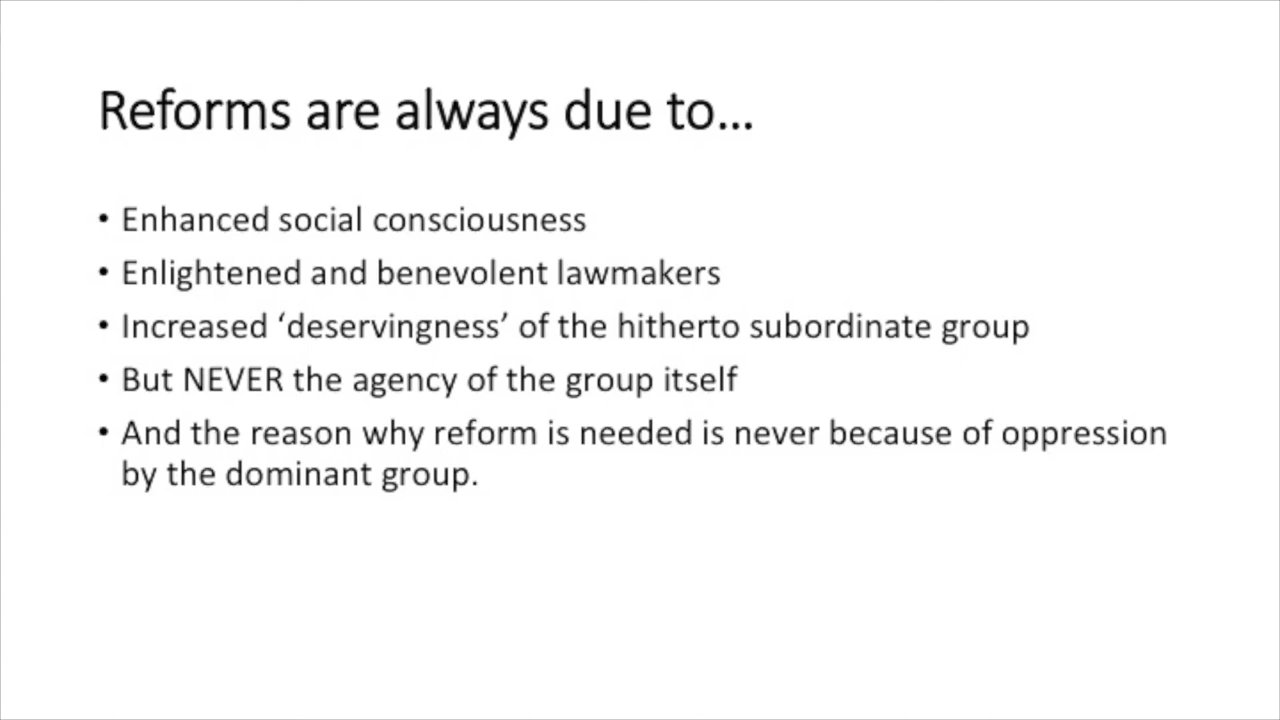 Reforms are always due to...
• Enhanced social consciousness
• Enlightened and benevolent lawmakers
• Increased ‘deservingness’ of the hitherto subordinate group
• But NEVER the agency of the group itself
• And the reason why reform is needed is never because of oppression
by the dominant group.